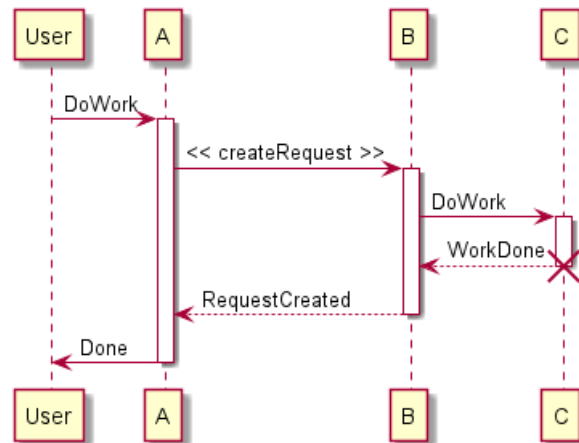 User A B C
DoWork
<< createRequest >>
DoWork
WorkDone
RequestCreated
Done
User A B C